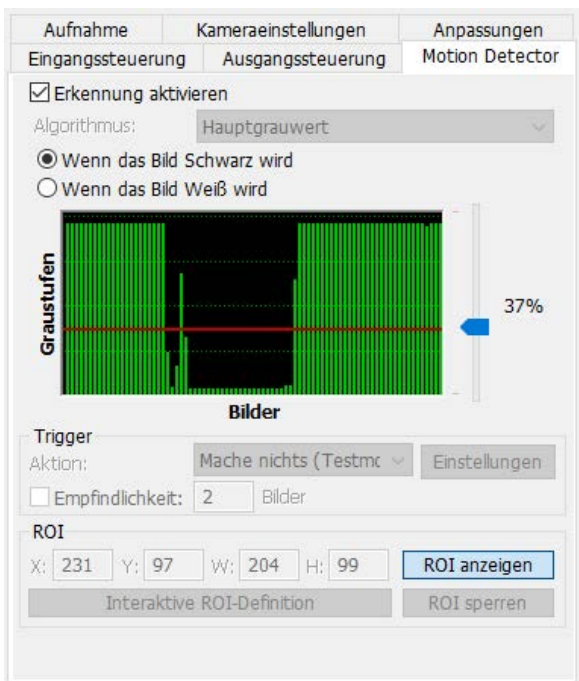 Aufnahme Kameraeinstellungen Anpassungen
Eingangssteuerung Ausgangssteuerung Motion Detector
Erkennung aktivieren
Algorithmus: Hauptgrauwert
Wenn das Bild Schwarz wird
Wenn das Bild Weiß wird
Graustufen
37%
Bilder
Trigger
Aktion: Mache nichts (Testmo Einstellungen
Empfindlichkeit: 2 Bilder
ROI
X: 231 Y: 97 W: 204 H: 99 ROI anzeigen
Interaktive ROI-Definition ROI sperren